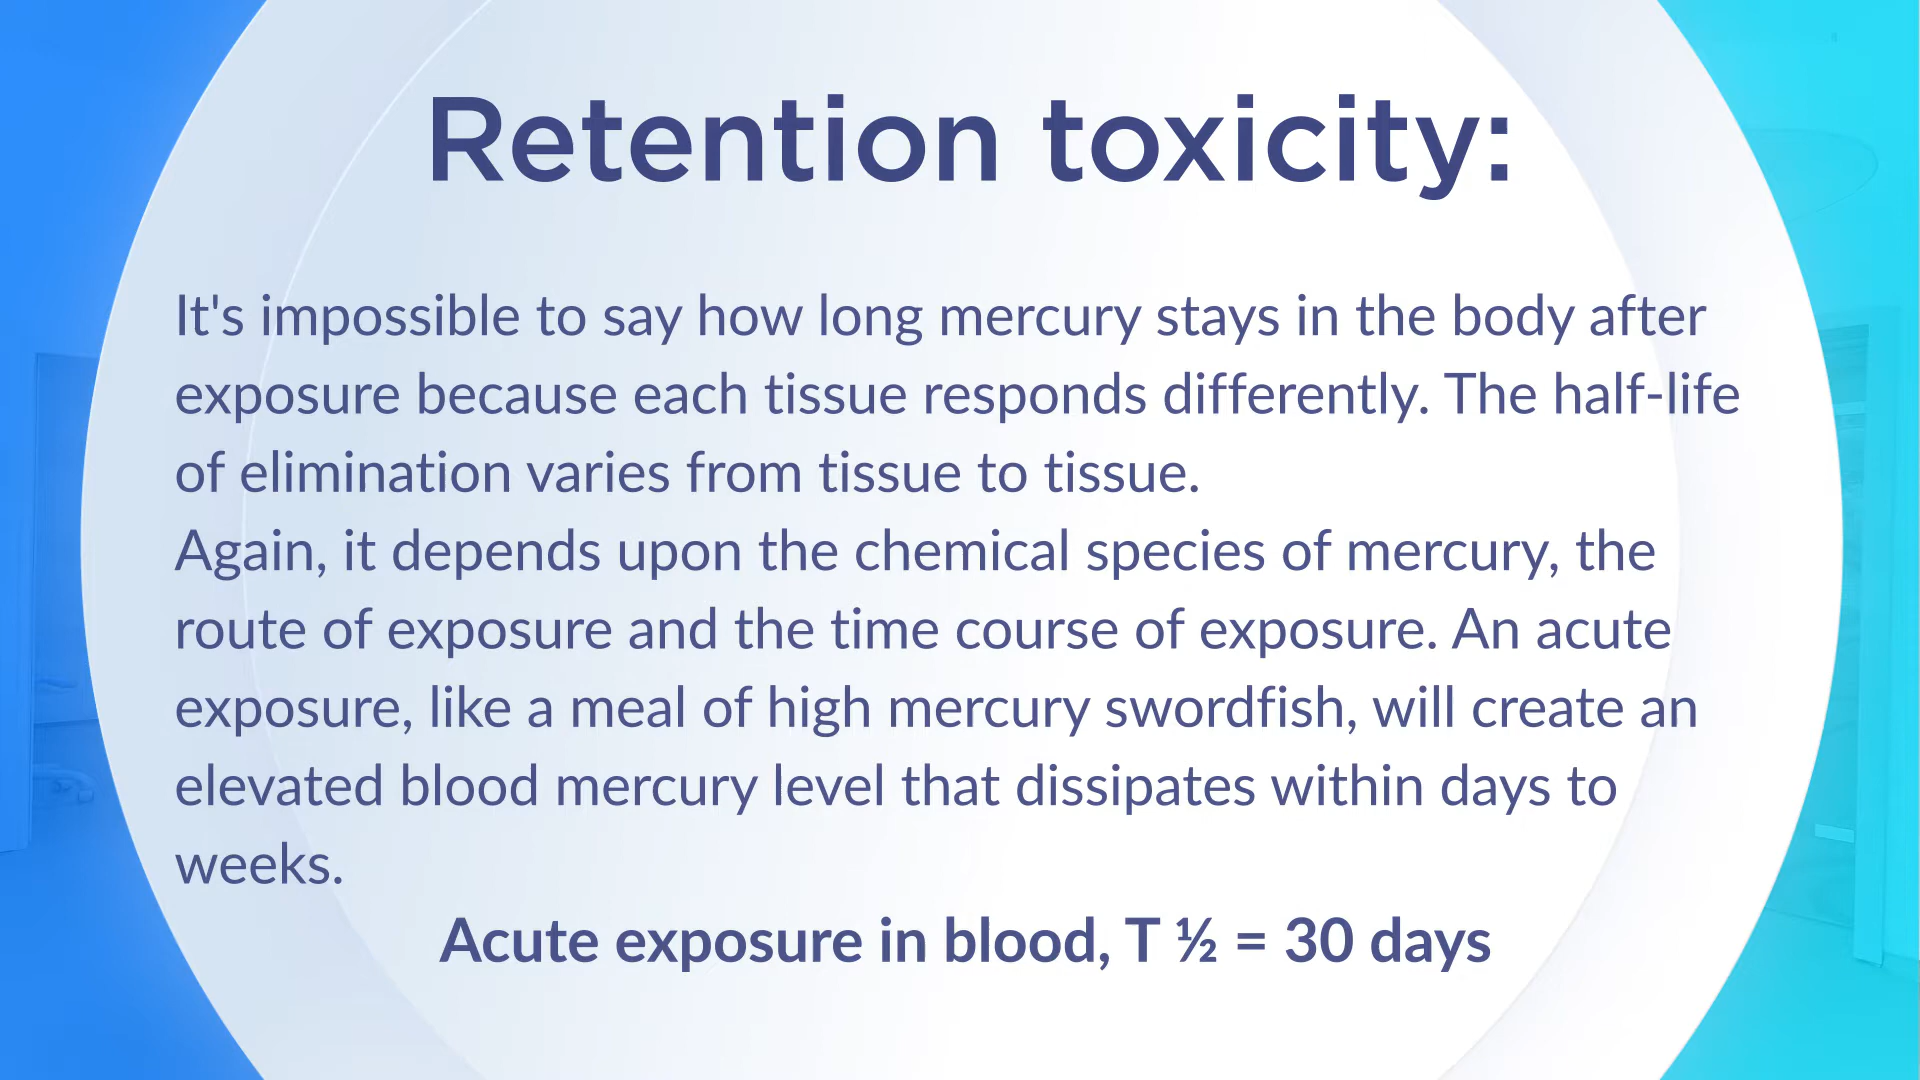 Retention toxicity:
It's impossible to say how long mercury stays in the body after
exposure because each tissue responds differently. The half-life
of elimination varies from tissue to tissue.
Again, it depends upon the chemical species of mercury, the
route of exposure and the time course of exposure. An acute
exposure, like a meal of high mercury swordfish, will create an
elevated blood mercury level that dissipates within days to
weeks.
Acute exposure in blood, T ½ = 30 days